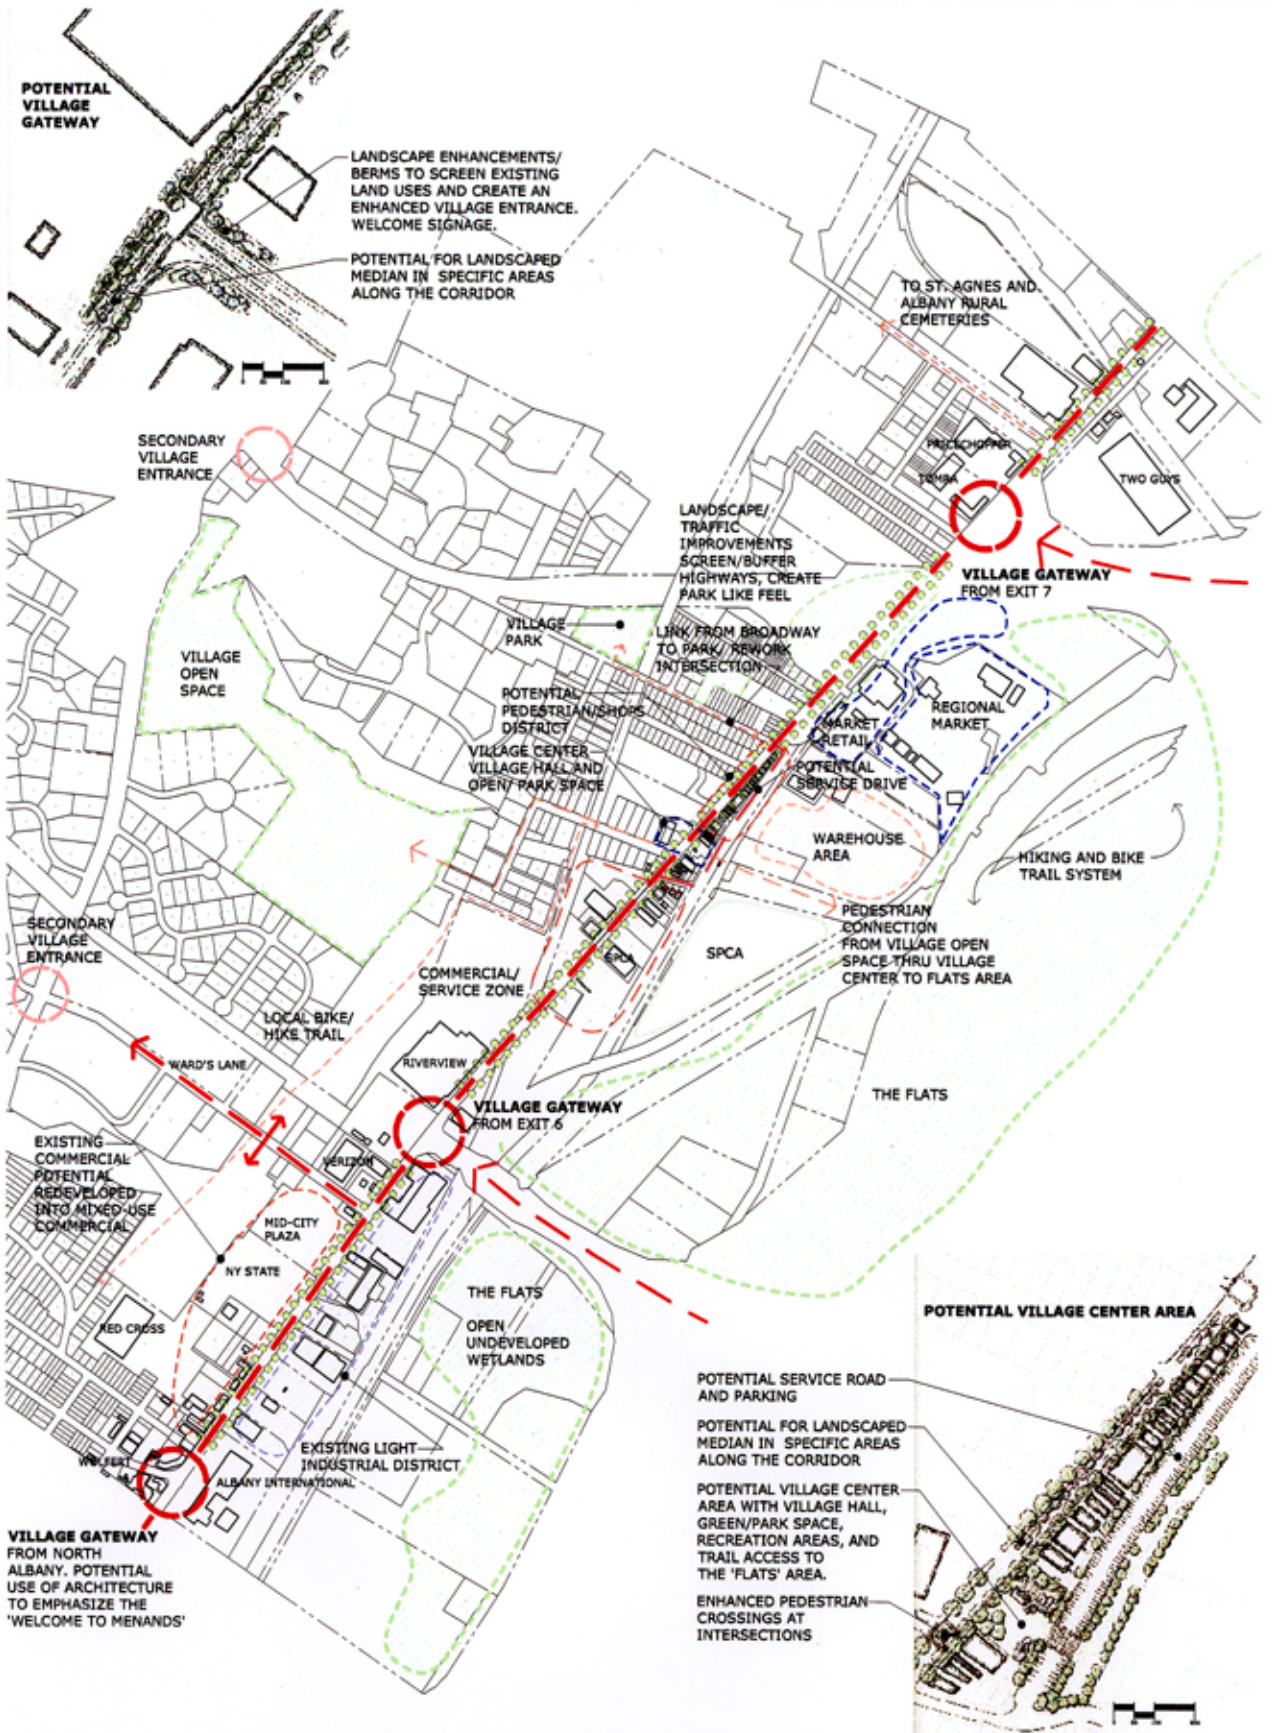 POTENTIAL
VILLAGE
GATEWAY
LANDSCAPE ENHANCEMENTS/
BERMS TO SCREEN EXISTING
LAND USES AND CREATE AN
ENHANCED VILLAGE ENTRANCE.
WELCOME SIGNAGE.
POTENTIAL FOR LANDSCAPED
MEDIAN IN SPECIFIC AREAS
ALONG THE CORRIDOR
TO ST. AGNES AND
ALBANY RURAL
CEMETERIES
SECONDARY
VILLAGE
ENTRANCE
PRICECHOPPER
TOMRA
TWO GUYS
LANDSCAPE/
TRAFFIC
IMPROVEMENTS
SCREEN/BUFFER
HIGHWAYS, CREATE
PARK LIKE FEEL
VILLAGE GATEWAY
FROM EXIT 7
VILLAGE
PARK
LINK FROM BROADWAY
TO PARK/ REWORK
INTERSECTION
VILLAGE
OPEN
SPACE
POTENTIAL
PEDESTRIAN/SHOPS
DISTRICT
MARKET
RETAIL
REGIONAL
MARKET
VILLAGE CENTER
VILLAGE HALL AND
OPEN/ PARK SPACE
POTENTIAL
SERVICE DRIVE
WAREHOUSE
AREA
HIKING AND BIKE
TRAIL SYSTEM
SECONDARY
VILLAGE
ENTRANCE
PEDESTRIAN
CONNECTION
FROM VILLAGE OPEN
SPACE THRU VILLAGE
CENTER TO FLATS AREA
SPCA
SPCA
COMMERCIAL/
SERVICE ZONE
LOCAL BIKE/
HIKE TRAIL
WARD'S LANE
RIVERVIEW
THE FLATS
VILLAGE GATEWAY
FROM EXIT 6
EXISTING
COMMERCIAL
POTENTIAL
REDEVELOPED
INTO MIXED-USE
COMMERCIAL
VERIZON
MID-CITY
PLAZA
NY STATE
RED CROSS
THE FLATS
OPEN
UNDEVELOPED
WETLANDS
POTENTIAL VILLAGE CENTER AREA
POTENTIAL SERVICE ROAD
AND PARKING
POTENTIAL FOR LANDSCAPED
MEDIAN IN SPECIFIC AREAS
ALONG THE CORRIDOR
POTENTIAL VILLAGE CENTER
AREA WITH VILLAGE HALL,
GREEN/PARK SPACE,
RECREATION AREAS, AND
TRAIL ACCESS TO
THE 'FLATS' AREA.
ENHANCED PEDESTRIAN
CROSSINGS AT
INTERSECTIONS
EXISTING LIGHT
INDUSTRIAL DISTRICT
WOLFERT
ALBANY INTERNATIONAL
VILLAGE GATEWAY
FROM NORTH
ALBANY. POTENTIAL
USE OF ARCHITECTURE
TO EMPHASIZE THE
'WELCOME TO MENANDS'